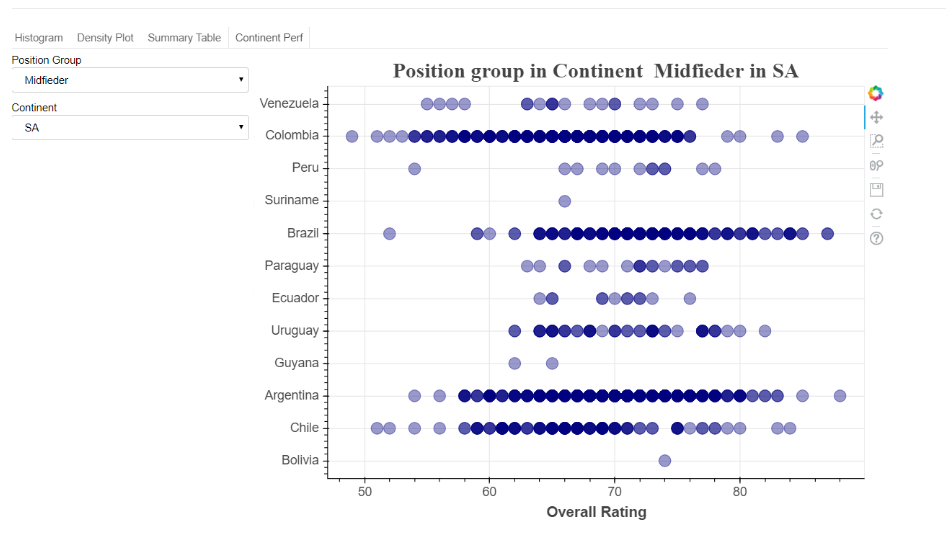 Histogram Density Plot Summary Table Continent Perf
Position Group
Midfieder
Continent
SA
Position group in Continent Midfieder in SA
Venezuela
Colombia
Peru
Suriname
Brazil
Paraguay
Ecuador
Uruguay
Guyana
Argentina
Chile
Bolivia
50 60 70 80
Overall Rating